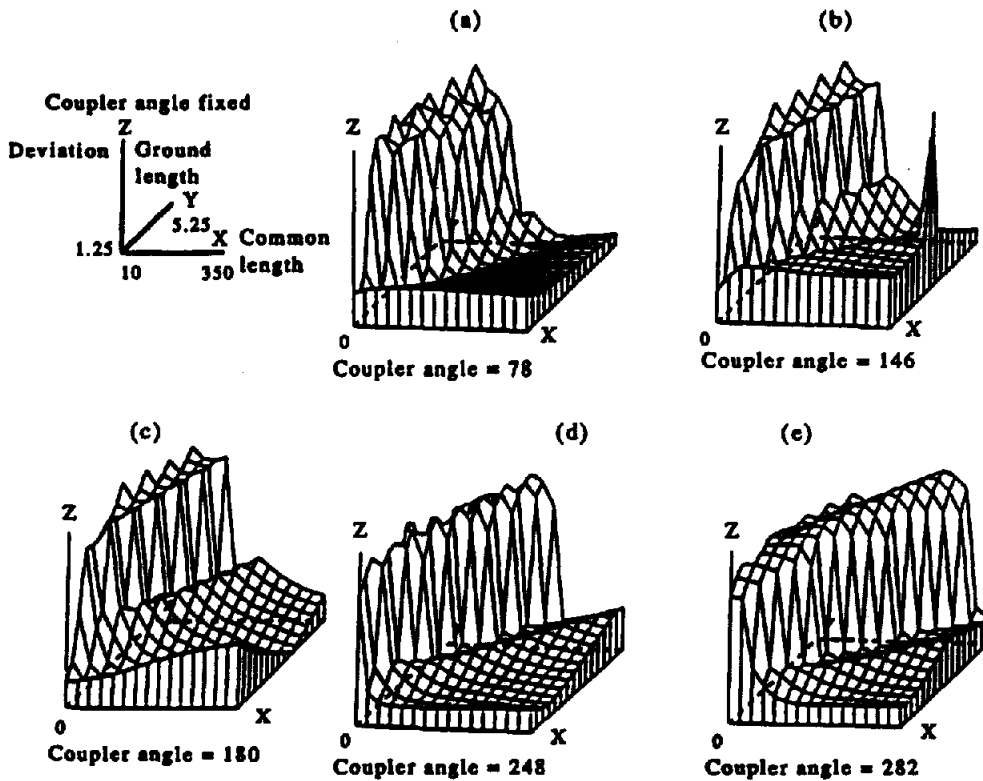 (a)
(b)
Coupler angle fixed
Z
Deviation
Ground
length
Y
5.25
X
1.25
10
350
Common
length
Z
0
X
Coupler angle = 78
Z
0
X
Coupler angle = 146
(c)
(d)
(e)
Z
0
X
Coupler angle = 180
Z
0
X
Coupler angle = 248
Z
0
X
Coupler angle = 282